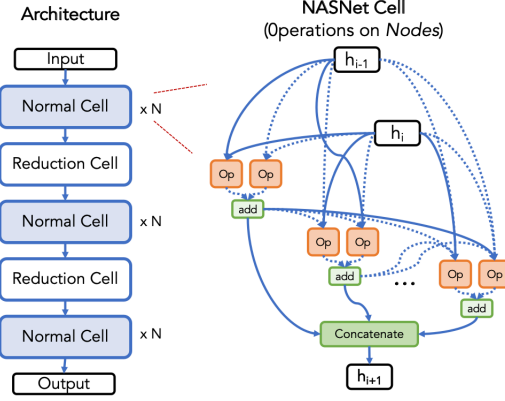 Architecture
Input
Normal Cell
x N
Reduction Cell
Normal Cell
x N
Reduction Cell
Normal Cell
x N
Output
NASNet Cell
(Operations on Nodes)
hi-1
hi
Op
Op
add
Op
Op
add
...
Op
Op
add
Concatenate
hi+1